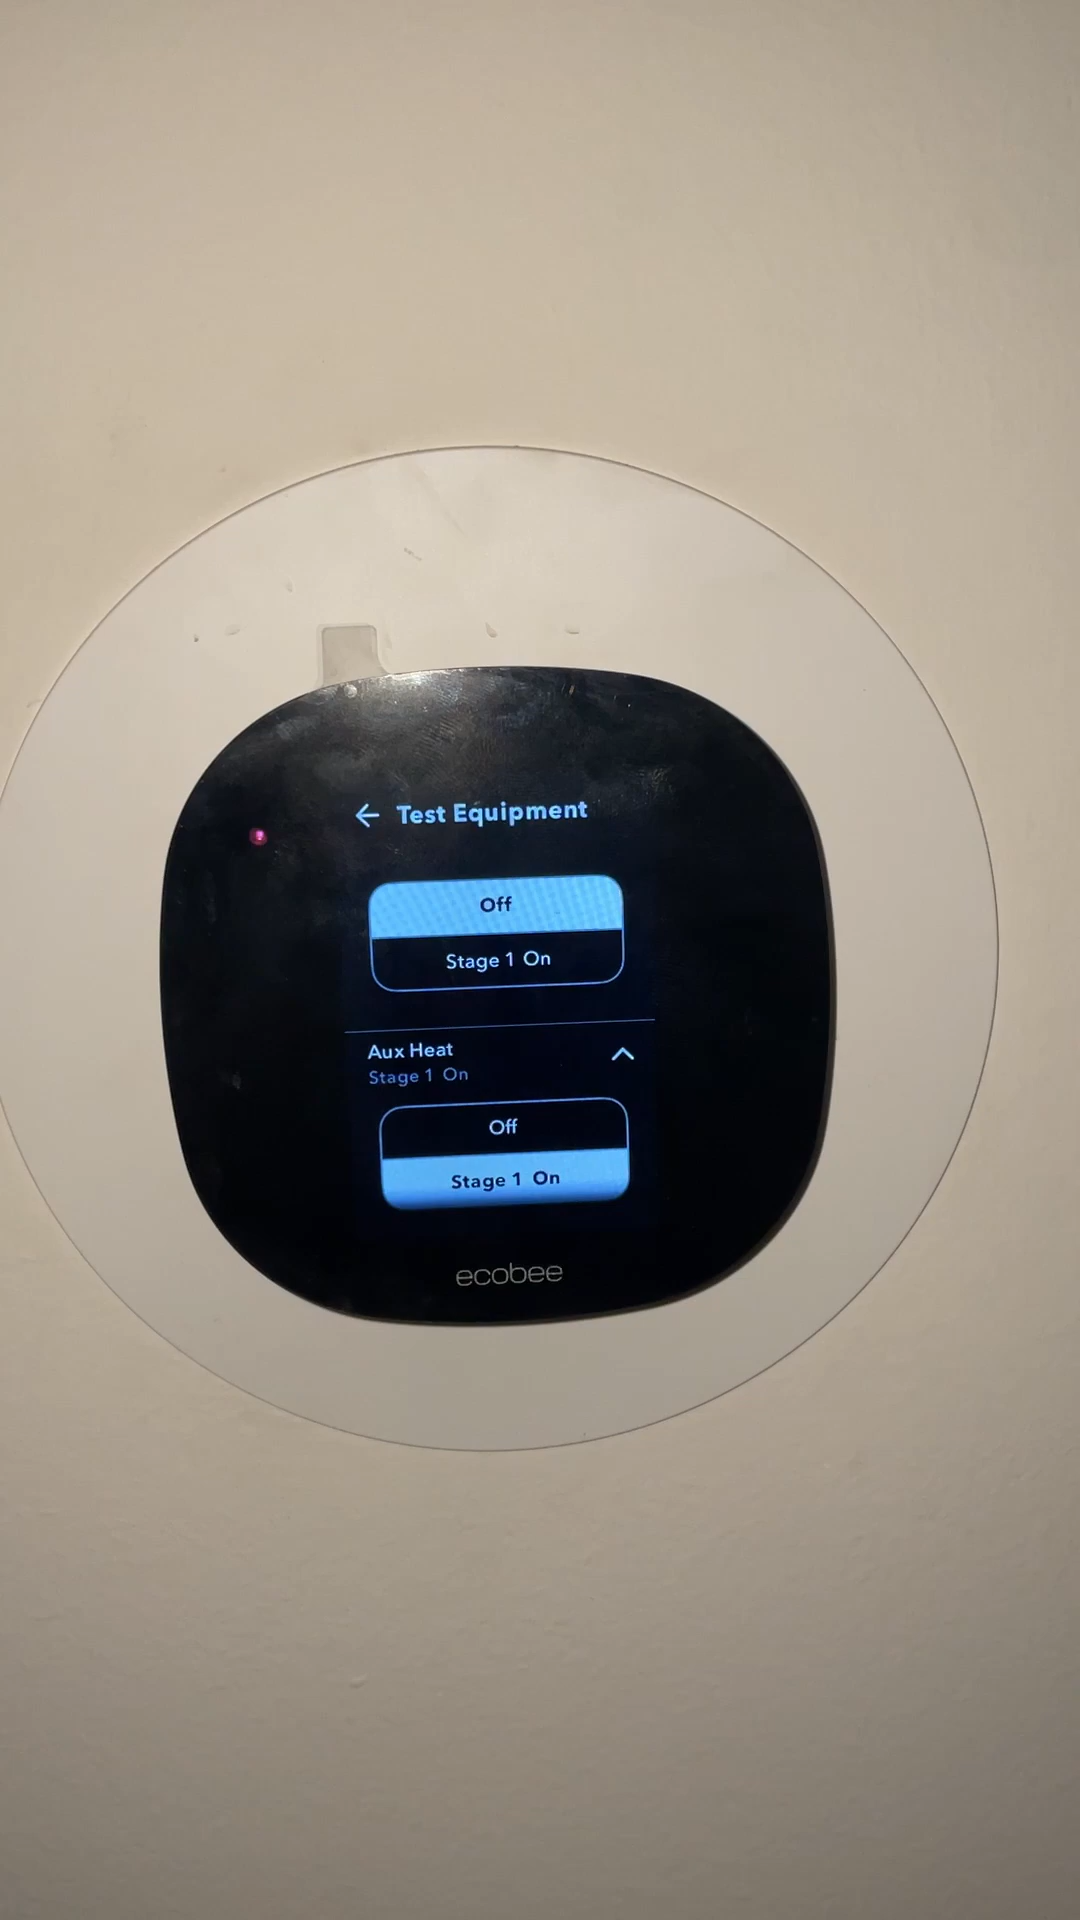 Test Equipment
Off
Stage 1 On
Aux Heat
Stage 1 On
Off
Stage 1 On
ecobee